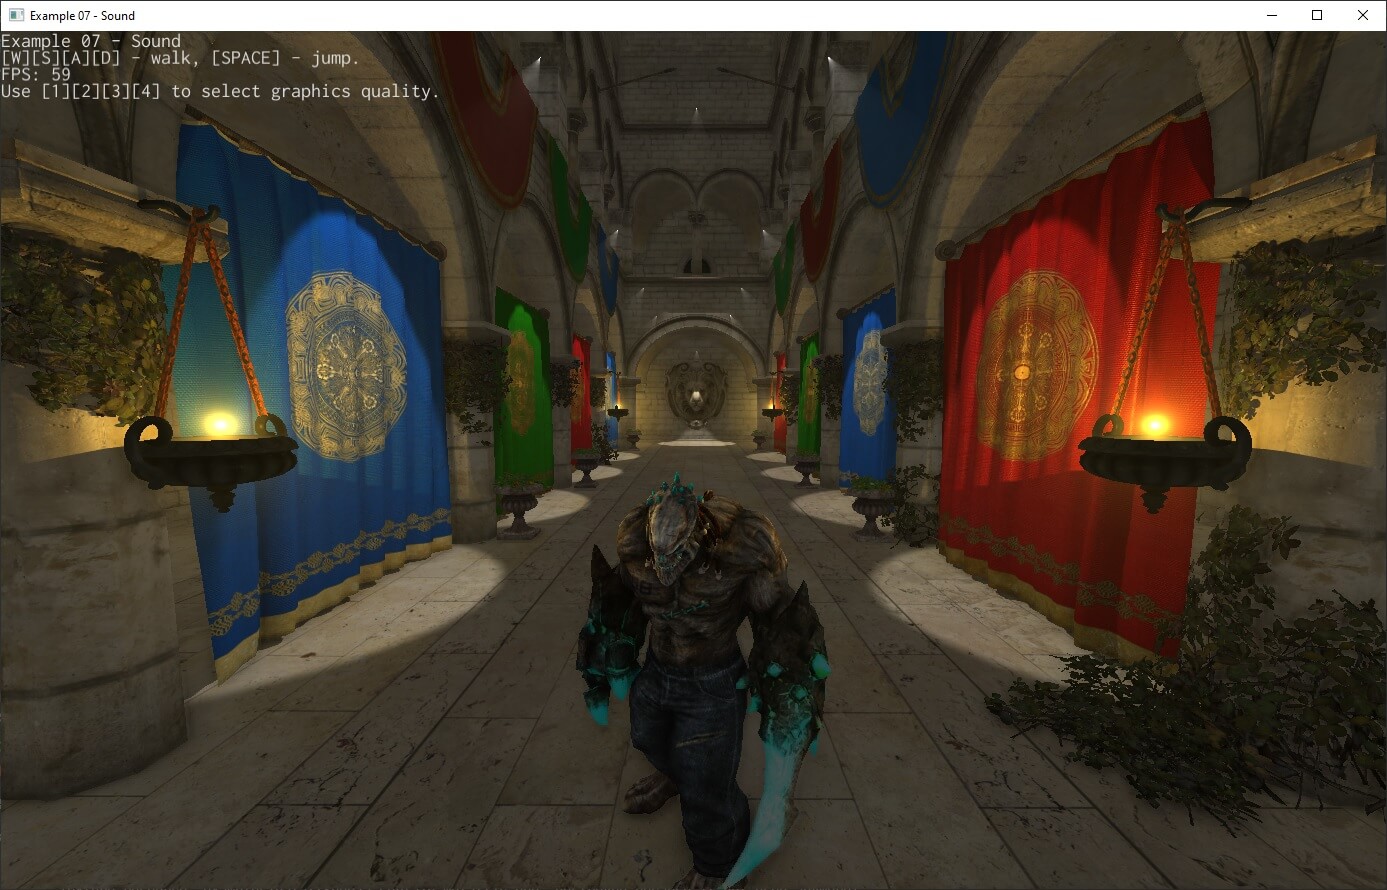 Example 07 - Sound
Example 07 - Sound
[W][S][A][D] - walk, [SPACE] - jump.
FPS: 59
Use [1][2][3][4] to select graphics quality.